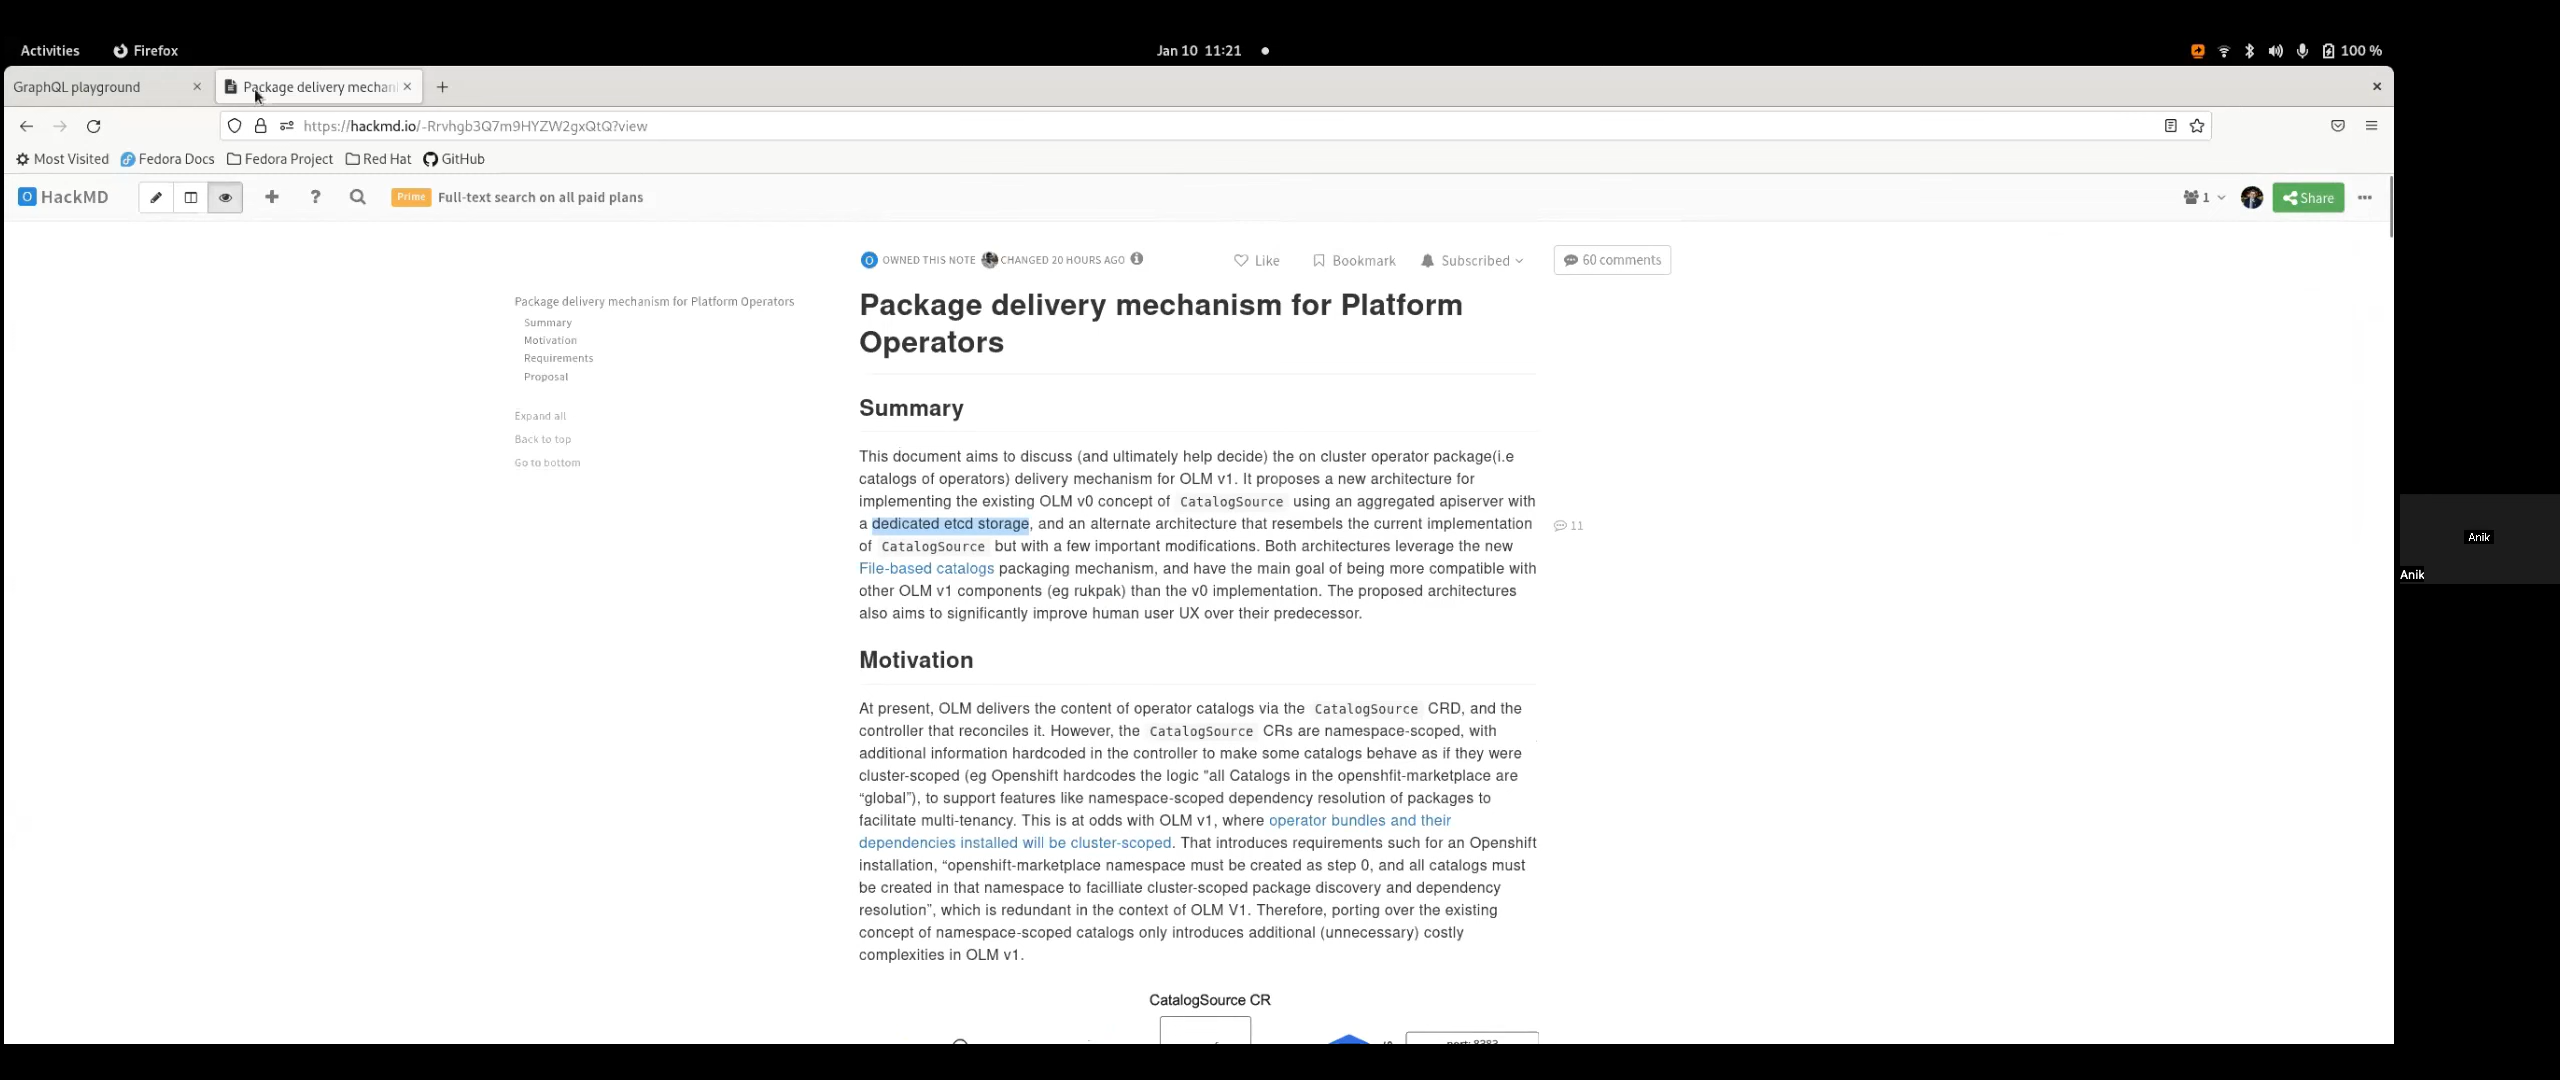 Activities Firefox Jan 10 11:21 100 %
GraphQL playground Package delivery mechan
https://hackmd.io/-Rrvhgb3Q7m9HYZW2gxQtQ?view
Most Visited Fedora Docs Fedora Project Red Hat GitHub
HackMD Prime Full-text search on all paid plans 1 Share
OWNED THIS NOTE CHANGED 20 HOURS AGO Like Bookmark Subscribed 60 comments
Package delivery mechanism for Platform Operators
Summary
Motivation
Requirements
Proposal
Expand all
Back to top
Go to bottom
Package delivery mechanism for Platform
Operators
Summary
This document aims to discuss (and ultimately help decide) the on cluster operator package(i.e
catalogs of operators) delivery mechanism for OLM v1. It proposes a new architecture for
implementing the existing OLM v0 concept of CatalogSource using an aggregated apiserver with
a dedicated etcd storage, and an alternate architecture that resembels the current implementation
11
of CatalogSource but with a few important modifications. Both architectures leverage the new
File-based catalogs packaging mechanism, and have the main goal of being more compatible with
other OLM v1 components (eg rukpak) than the v0 implementation. The proposed architectures
also aims to significantly improve human user UX over their predecessor.
Motivation
At present, OLM delivers the content of operator catalogs via the CatalogSource CRD, and the
controller that reconciles it. However, the CatalogSource CRs are namespace-scoped, with
additional information hardcoded in the controller to make some catalogs behave as if they were
cluster-scoped (eg Openshift hardcodes the logic "all Catalogs in the openshfit-marketplace are
“global”), to support features like namespace-scoped dependency resolution of packages to
facilitate multi-tenancy. This is at odds with OLM v1, where operator bundles and their
dependencies installed will be cluster-scoped. That introduces requirements such for an Openshift
installation, “openshift-marketplace namespace must be created as step 0, and all catalogs must
be created in that namespace to facilliate cluster-scoped package discovery and dependency
resolution”, which is redundant in the context of OLM V1. Therefore, porting over the existing
concept of namespace-scoped catalogs only introduces additional (unnecessary) costly
complexities in OLM v1.
CatalogSource CR
Anik
Anik